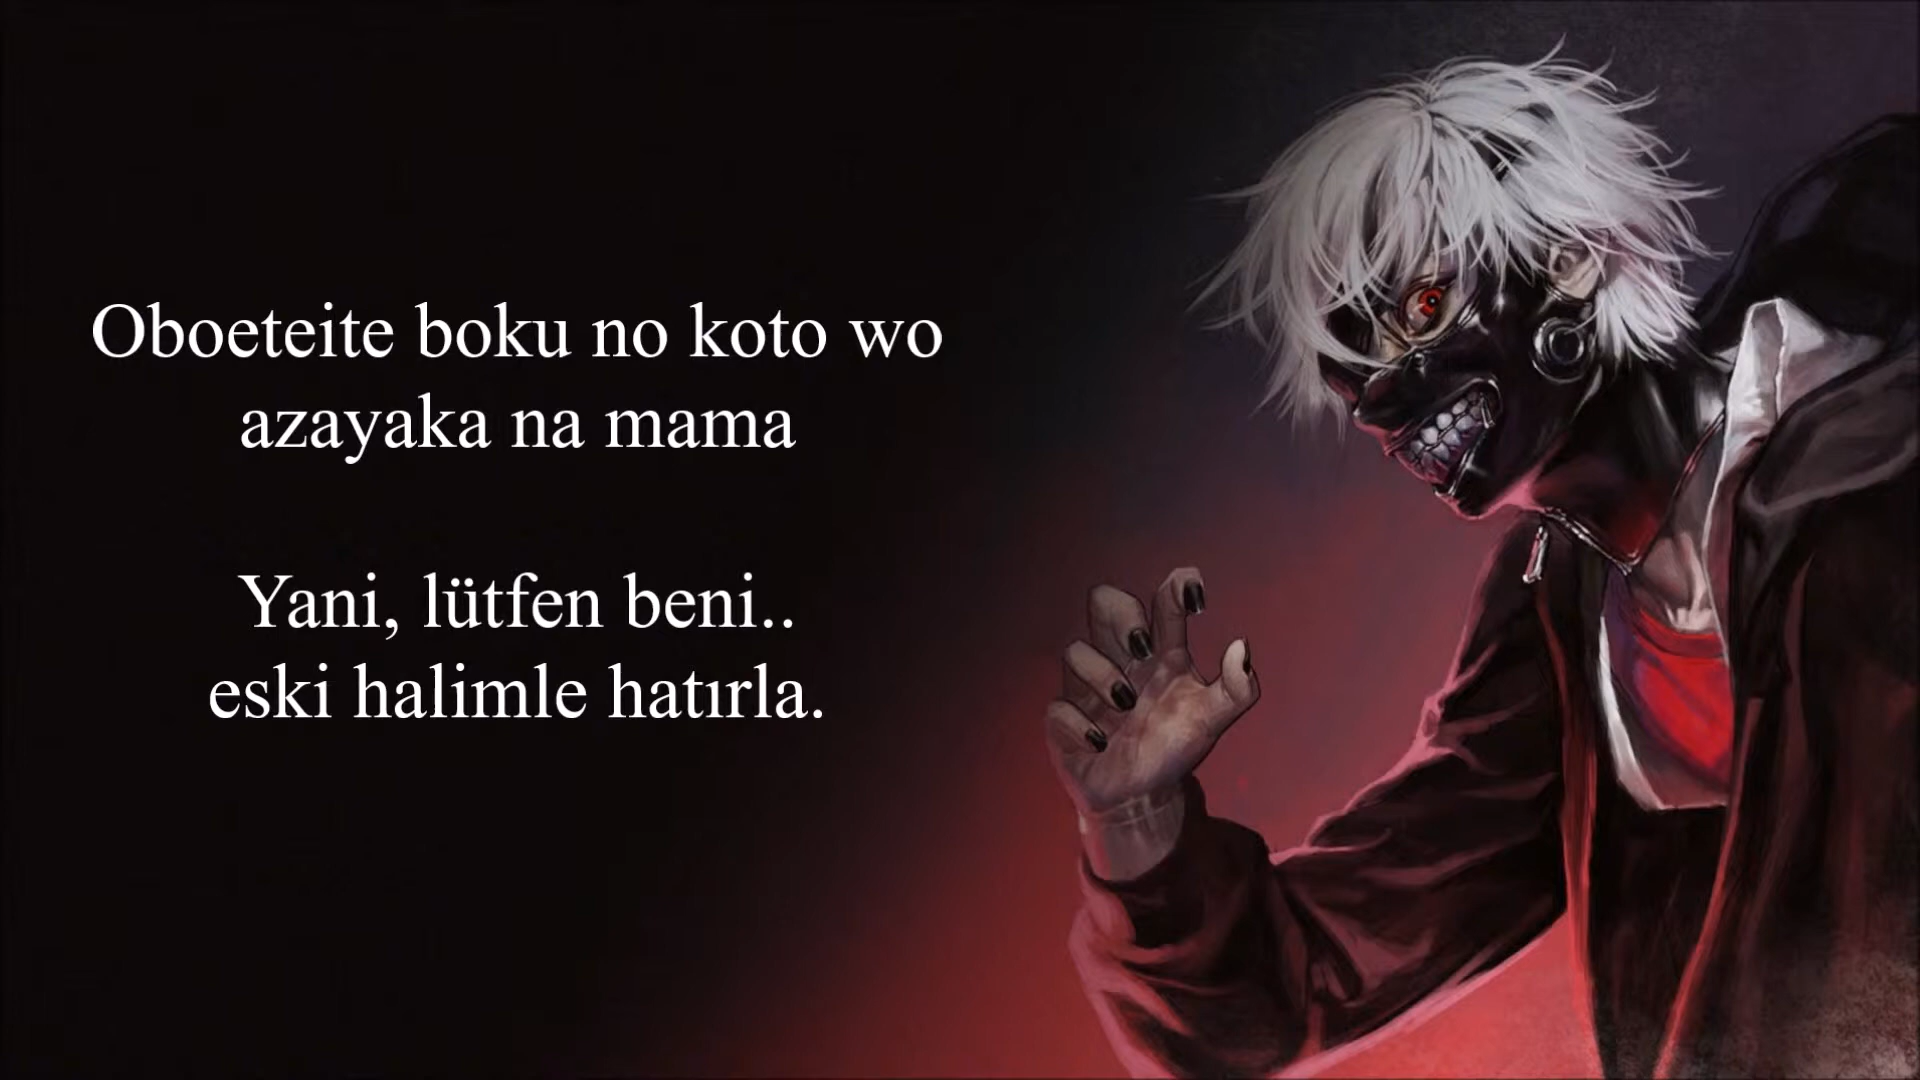 Oboeteite boku no koto wo
azayaka na mama
Yani, lütfen beni..
eski halimle hatırla.